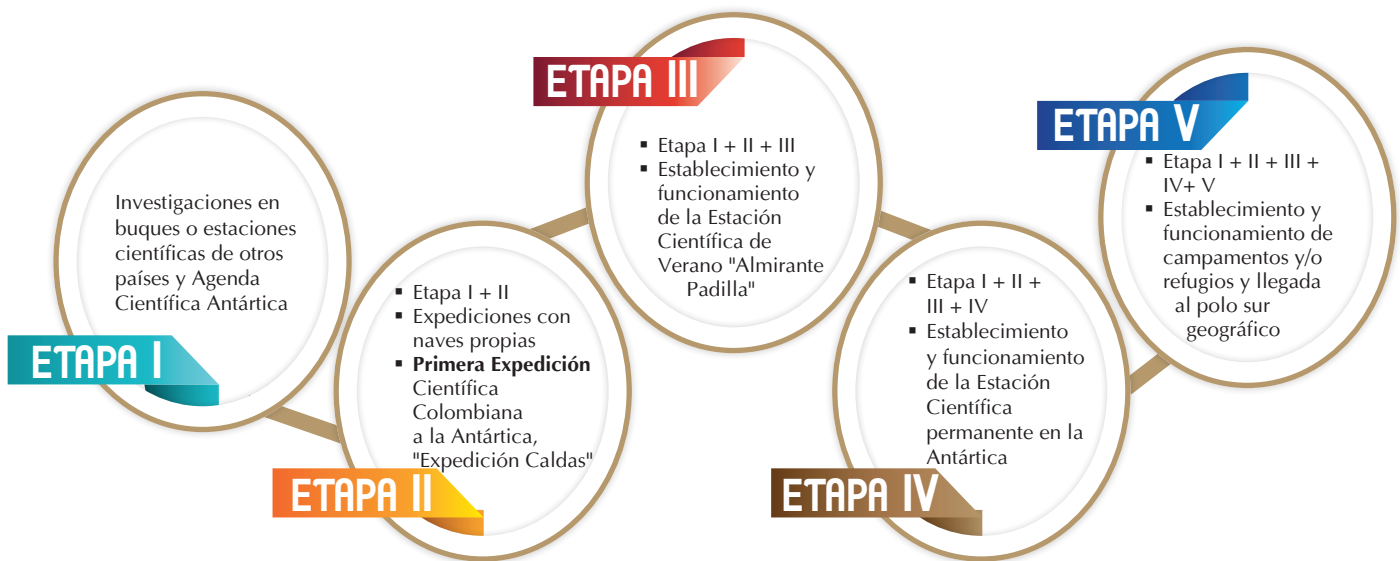 ETAPA I
Investigaciones en
buques o estaciones
científicas de otros
países y Agenda
Científica Antártica
ETAPA II
▪ Etapa I + II
▪ Expediciones con
naves propias
▪ Primera Expedición
Científica
Colombiana
a la Antártica,
"Expedición Caldas"
ETAPA III
▪ Etapa I + II + III
▪ Establecimiento y
funcionamiento
de la Estación
Científica de
Verano "Almirante
Padilla"
ETAPA IV
▪ Etapa I + II +
III + IV
▪ Establecimiento
y funcionamiento
de la Estación
Científica
permanente en la
Antártica
ETAPA V
▪ Etapa I + II + III +
IV+ V
▪ Establecimiento y
funcionamiento de
campamentos y/o
refugios y llegada
al polo sur
geográfico